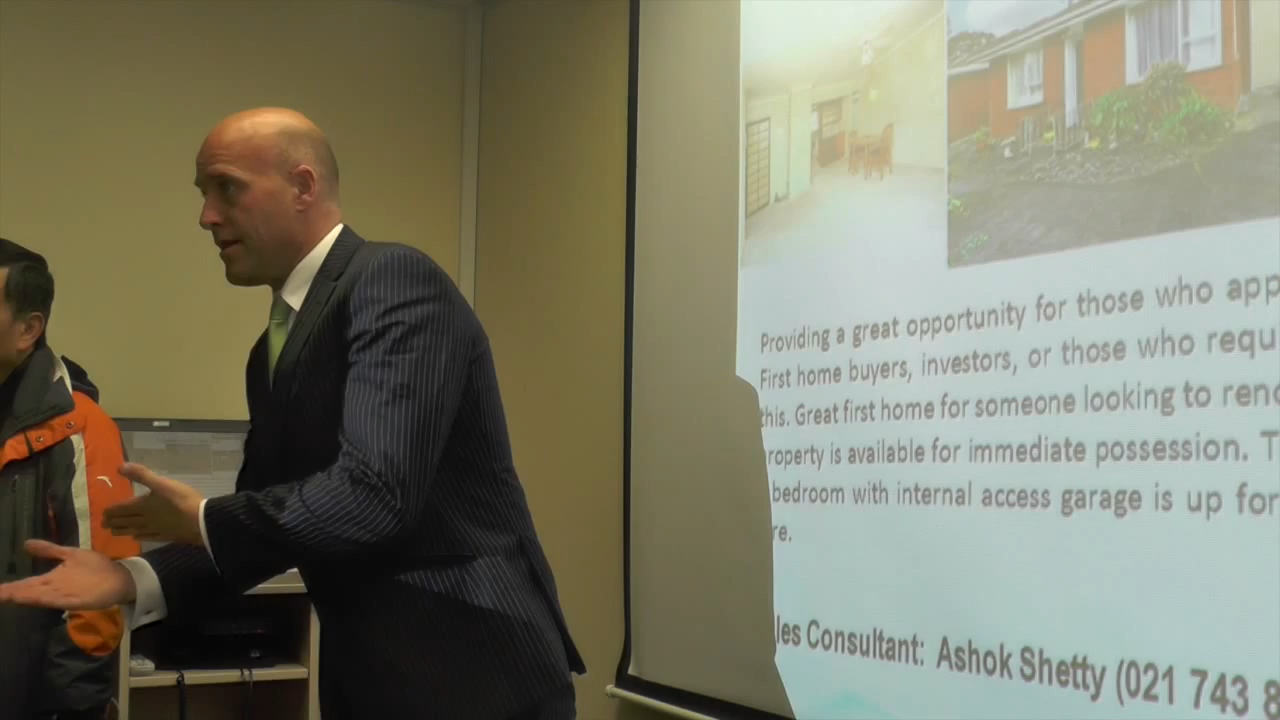 Providing a great opportunity for those who app
First home buyers, investors, or those who requ
this. Great first home for someone looking to reno
roperty is available for immediate possession. T
bedroom with internal access garage is up for
re.
les Consultant: Ashok Shetty (021 743 8